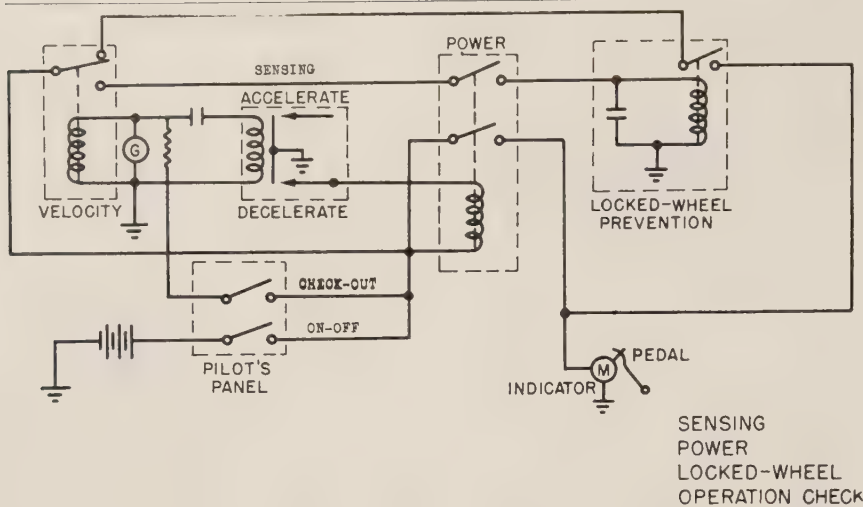 POWER
SENSING
ACCELERATE
G
VELOCITY
DECELERATE
LOCKED-WHEEL
PREVENTION
CHECK-OUT
ON-OFF
PILOT'S
PANEL
PEDAL
M
INDICATOR
SENSING
POWER
LOCKED-WHEEL
OPERATION CHECK